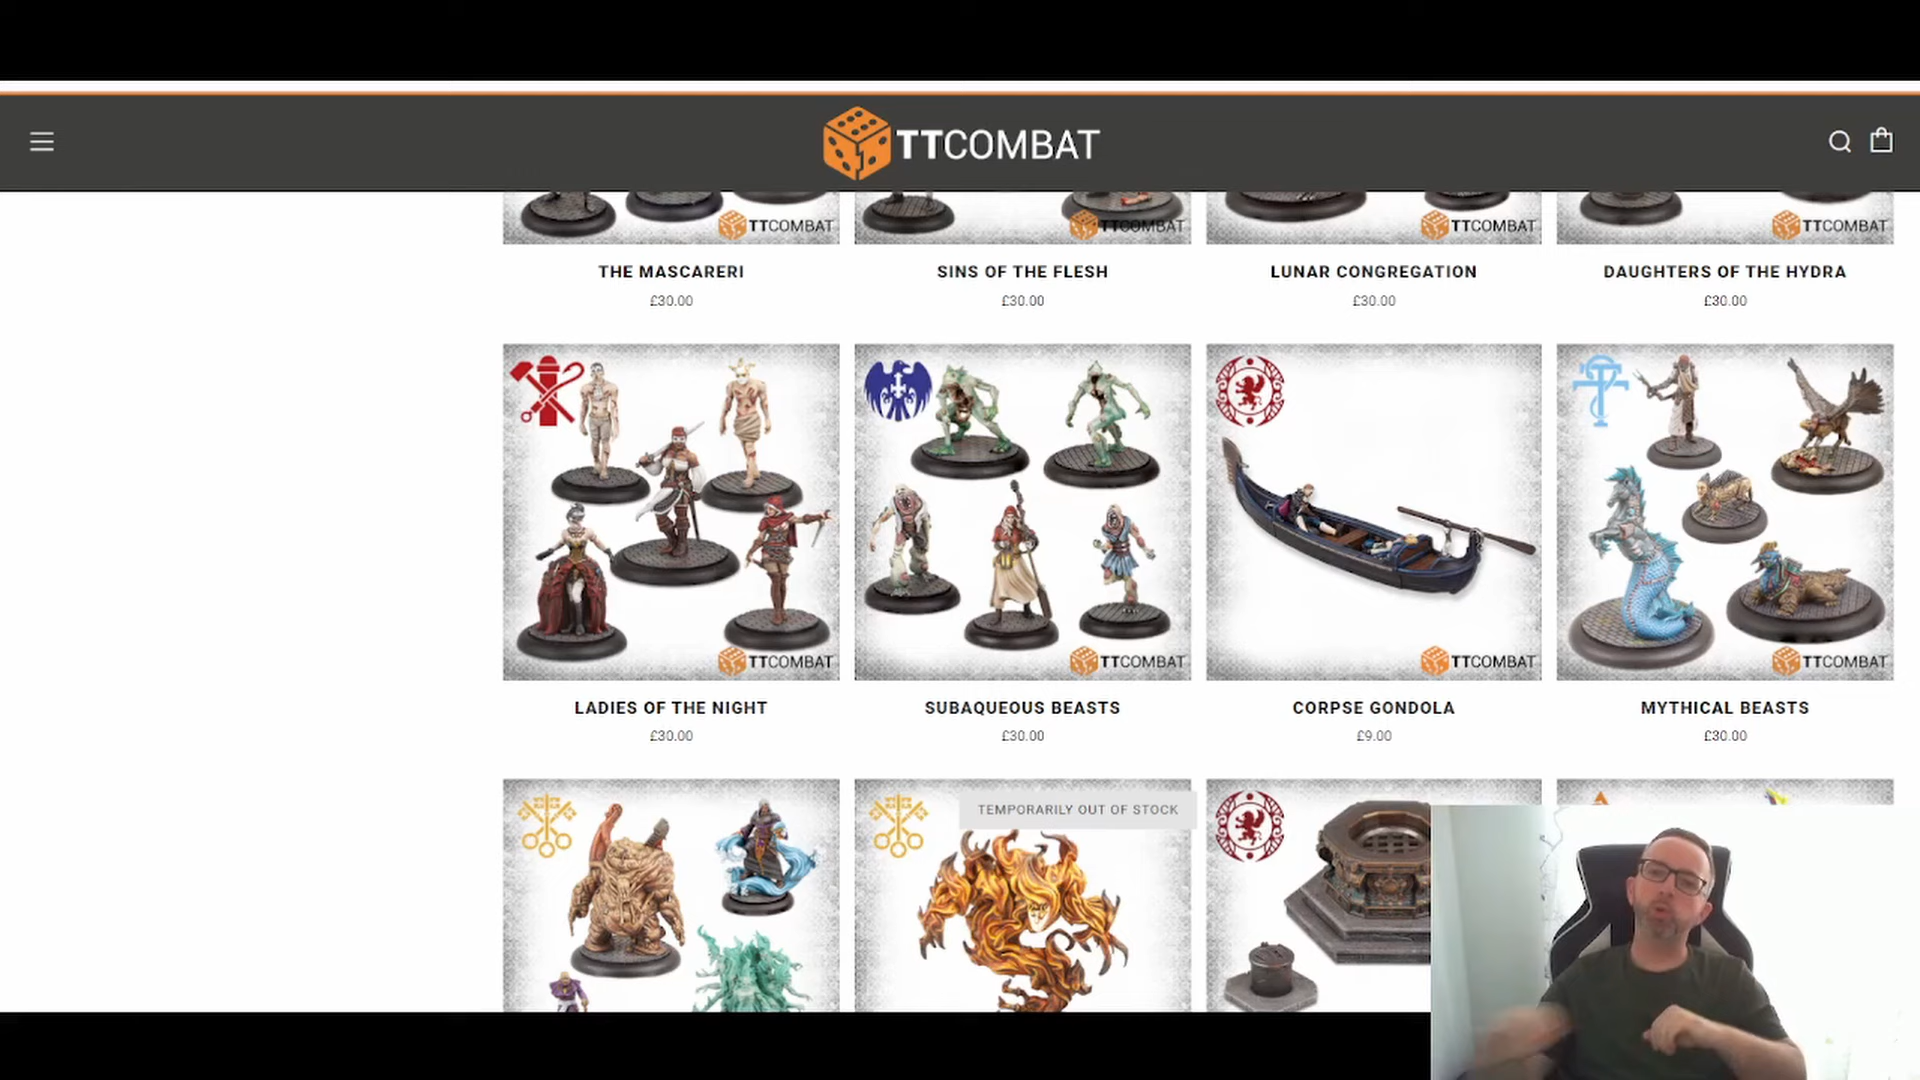 TTCOMBAT
TTCOMBAT
TTCOMBAT
TTCOMBAT
TTCOMBAT
THE MASCARERI
SINS OF THE FLESH
LUNAR CONGREGATION
DAUGHTERS OF THE HYDRA
£30.00
£30.00
£30.00
£30.00
TTCOMBAT
TTCOMBAT
TTCOMBAT
TTCOMBAT
LADIES OF THE NIGHT
SUBAQUEOUS BEASTS
CORPSE GONDOLA
MYTHICAL BEASTS
£30.00
£30.00
£9.00
£30.00
TEMPORARILY OUT OF STOCK